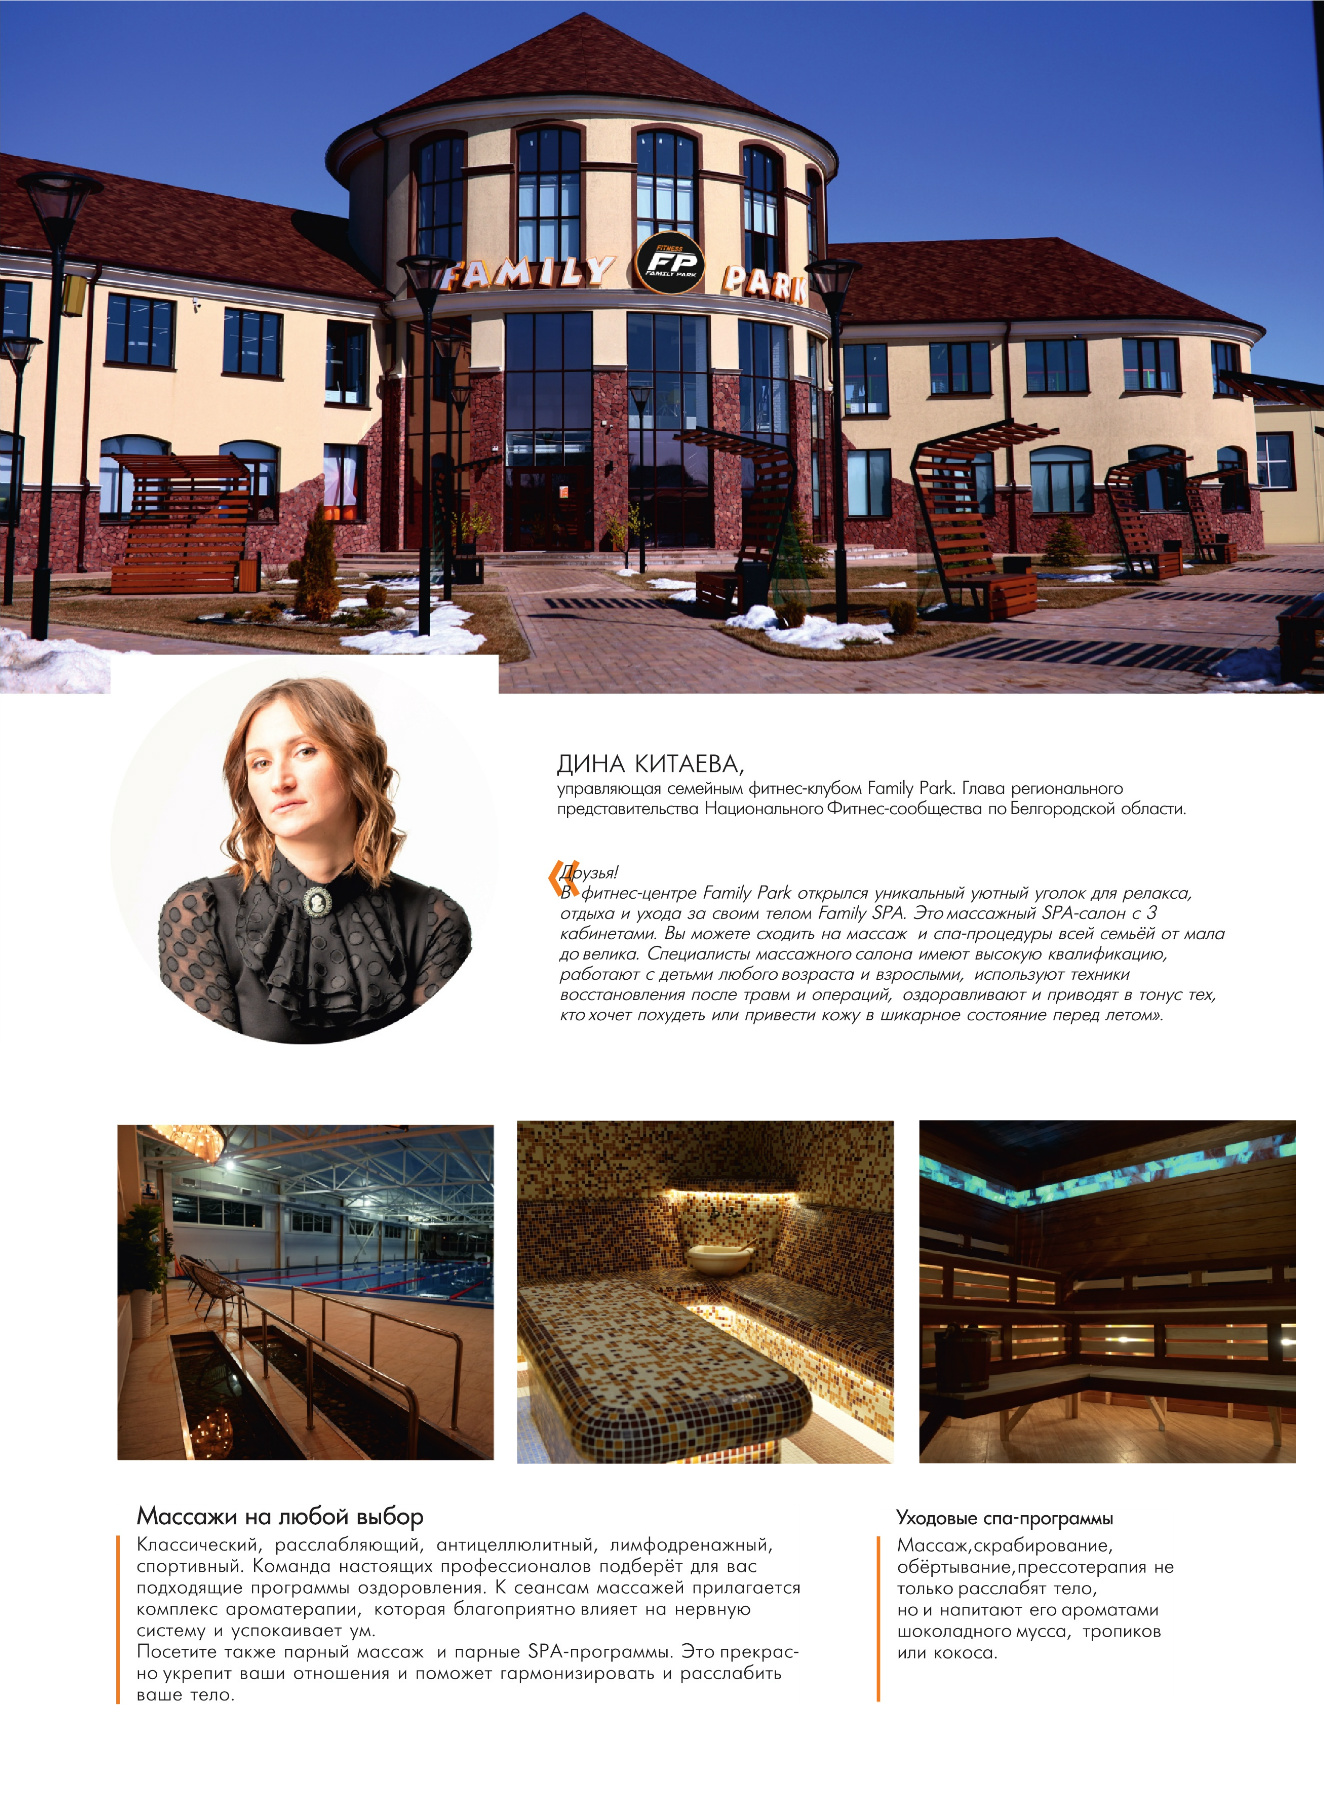 FAMILY
FITNESS
FP
FAMILY PARK
PARK
ДИНА КИТАЕВА,
управляющая семейным фитнес-клубом Family Park. Глава регионального
представительства Национального Фитнес-сообщества по Белгородской области.
«
Друзья!
В фитнес-центре Family Park открылся уникальный уютный уголок для релакса,
отдыха и ухода за своим телом Family SPA. Это массажный SPA-салон с 3
кабинетами. Вы можете сходить на массаж и спа-процедуры всей семьёй от мала
до велика. Специалисты массажного салона имеют высокую квалификацию,
работают с детьми любого возраста и взрослыми, используют техники
восстановления после травм и операций, оздоравливают и приводят в тонус тех,
кто хочет похудеть или привести кожу в шикарное состояние перед летом».
Массажи на любой выбор
Классический, расслабляющий, антицеллюлитный, лимфодренажный,
спортивный. Команда настоящих профессионалов подберёт для вас
подходящие программы оздоровления. К сеансам массажей прилагается
комплекс ароматерапии, которая благоприятно влияет на нервную
систему и успокаивает ум.
Посетите также парный массаж и парные SPA-программы. Это прекрас-
но укрепит ваши отношения и поможет гармонизировать и расслабить
ваше тело.
Уходовые спа-программы
Массаж,скрабирование,
обёртывание,прессотерапия не
только расслабят тело,
но и напитают его ароматами
шоколадного мусса, тропиков
или кокоса.